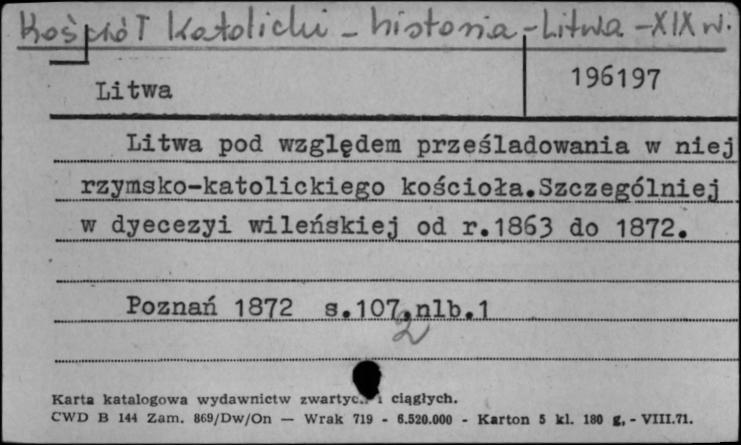 Kościół Katolicki - historia - Litwa - XIX w.
196197
Litwa
Litwa pod względem prześladowania w niej
rzymsko-katolickiego kościoła.Szczególniej
w dyecezyi wileńskiej od r.1863 do 1872.
Poznań 1872 s.107,nlb.1
2
Karta katalogowa wydawnictw zwartyc. i ciągłych.
CWD B 144 Zam. 869/Dw/On — Wrak 719 - 6.520.000 - Karton 5 kl. 180 g, - VIII.71.